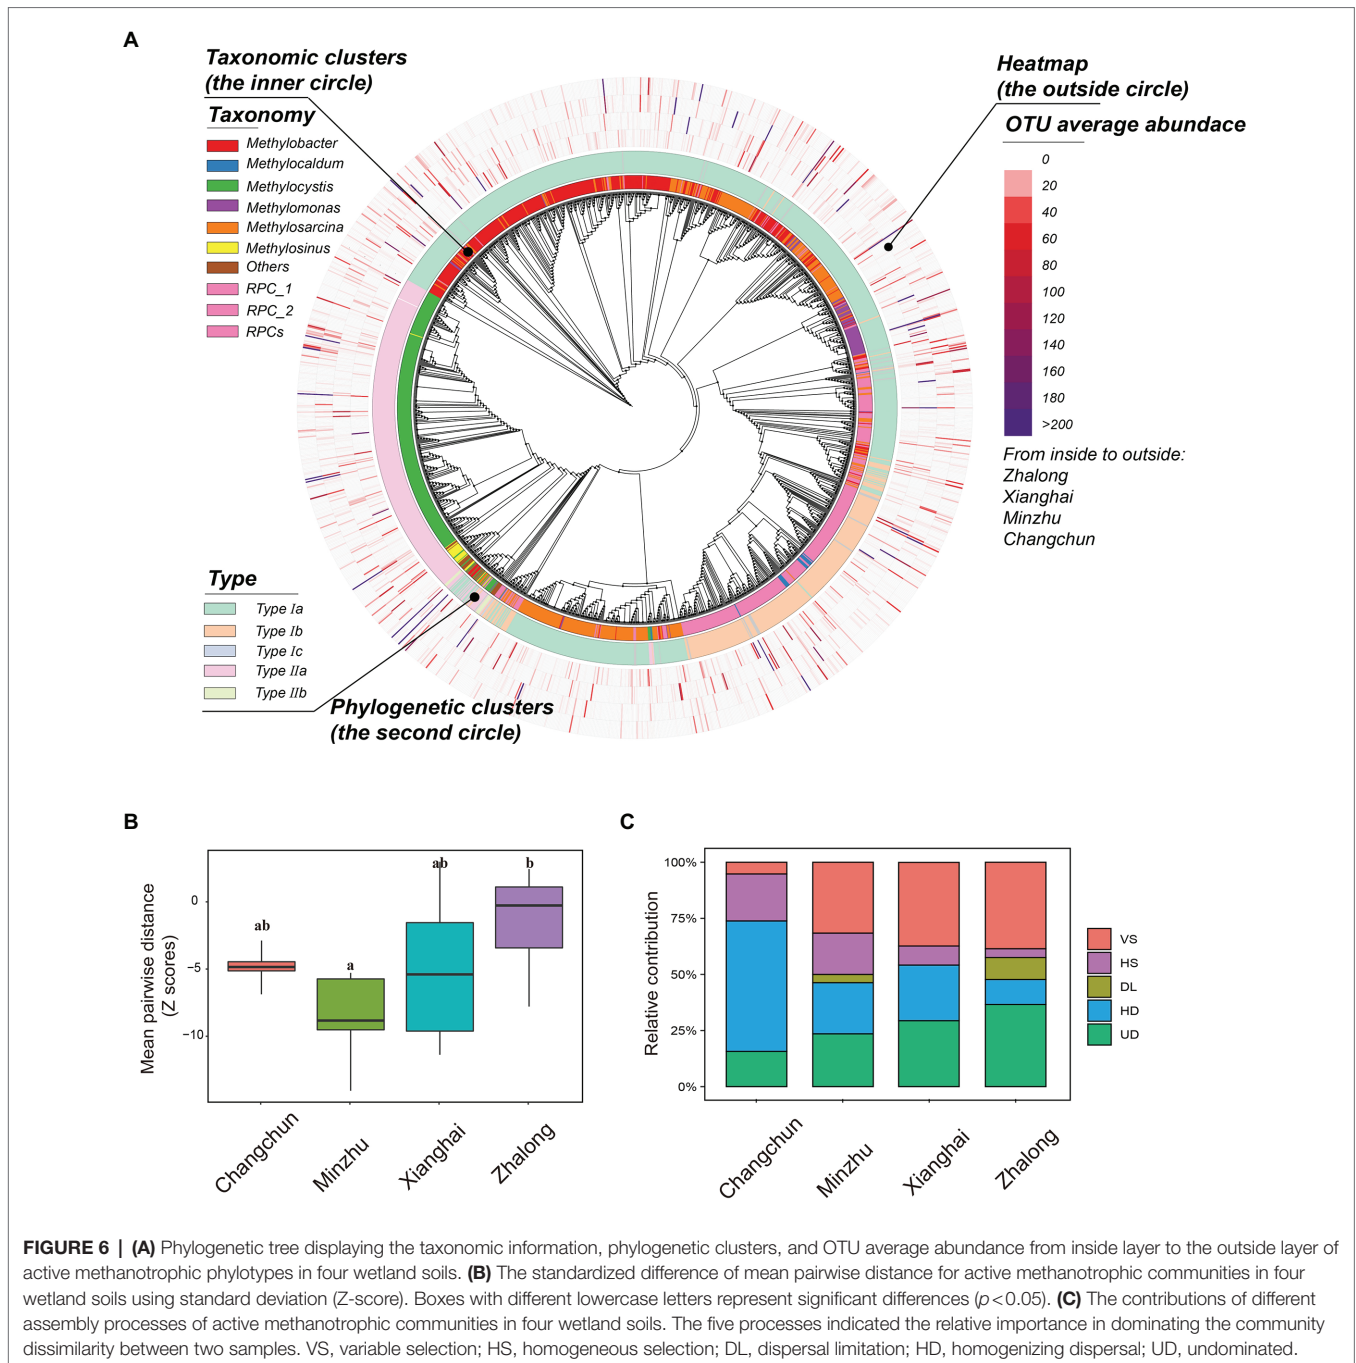 A
Taxonomic clusters
(the inner circle)
Taxonomy
Methylobacter
Methylocaldum
Methylocystis
Methylomonas
Methylosarcina
Methylosinus
Others
RPC_1
RPC_2
RPCs
Heatmap
(the outside circle)
OTU average abundace
0
20
40
60
80
100
120
140
160
180
>200
From inside to outside:
Zhalong
Xianghai
Minzhu
Changchun
Type
Type Ia
Type Ib
Type Ic
Type IIa
Type IIb
Phylogenetic clusters
(the second circle)
B
Mean pairwise distance
(Z scores)
0
−5
−10
ab
a
ab
b
Changchun
Minzhu
Xianghai
Zhalong
C
Relative contribution
100%
75%
50%
25%
0%
Changchun
Minzhu
Xianghai
Zhalong
VS
HS
DL
HD
UD
FIGURE 6 | (A) Phylogenetic tree displaying the taxonomic information, phylogenetic clusters, and OTU average abundance from inside layer to the outside layer of
active methanotrophic phylotypes in four wetland soils. (B) The standardized difference of mean pairwise distance for active methanotrophic communities in four
wetland soils using standard deviation (Z-score). Boxes with different lowercase letters represent significant differences (p<0.05). (C) The contributions of different
assembly processes of active methanotrophic communities in four wetland soils. The five processes indicated the relative importance in dominating the community
dissimilarity between two samples. VS, variable selection; HS, homogeneous selection; DL, dispersal limitation; HD, homogenizing dispersal; UD, undominated.